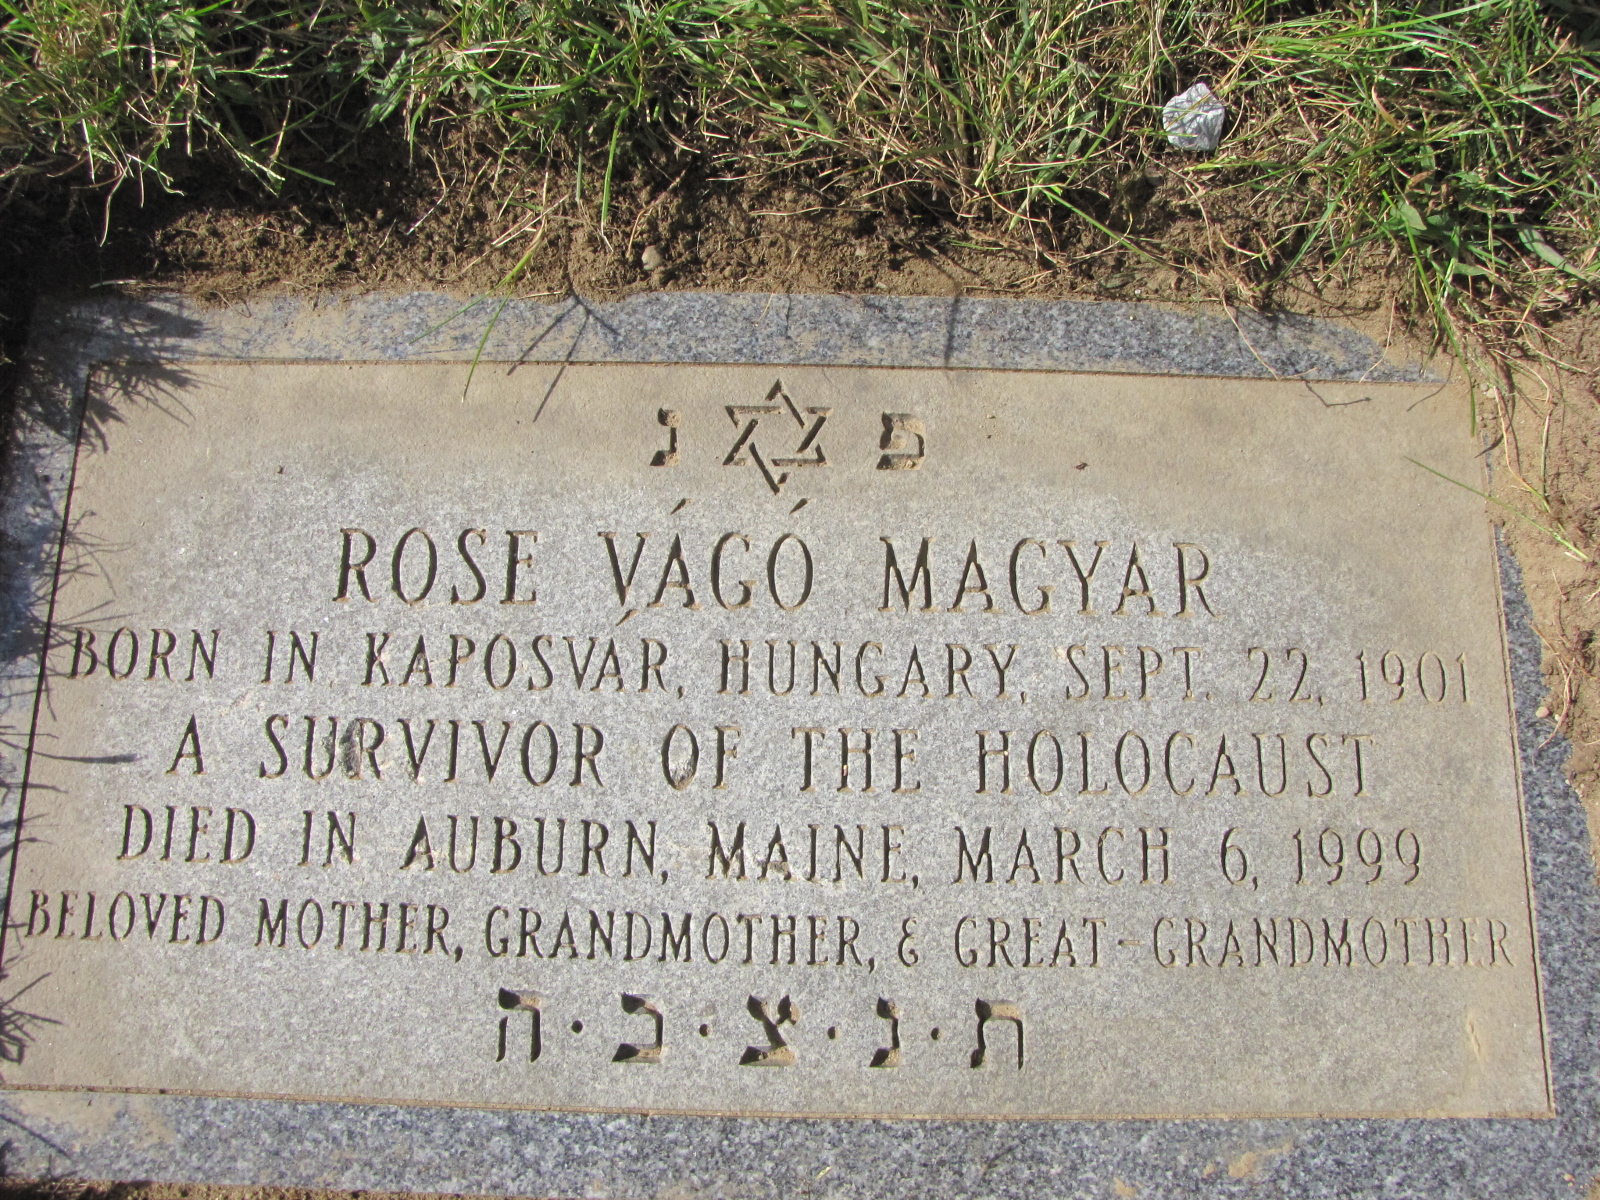 פ נ
ROSE VÁGÓ MAGYAR
BORN IN KAPOSVÁR, HUNGARY, SEPT. 22, 1901
A SURVIVOR OF THE HOLOCAUST
DIED IN AUBURN, MAINE, MARCH 6, 1999
BELOVED MOTHER, GRANDMOTHER, & GREAT-GRANDMOTHER
ת·נ·צ·ב·ה